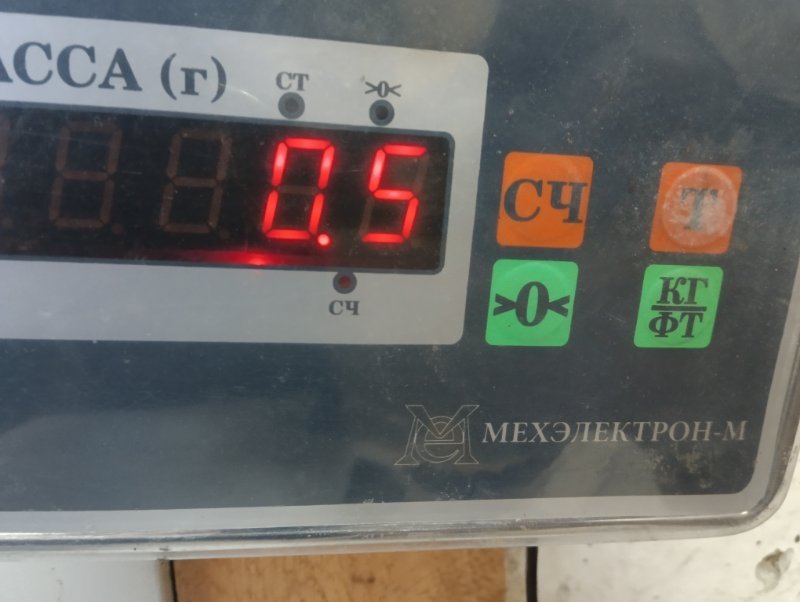 АССА (г)
СТ
>0<
0.5
СЧ
Т
СЧ
>0<
КГ
ФТ
МЕХЭЛЕКТРОН-М